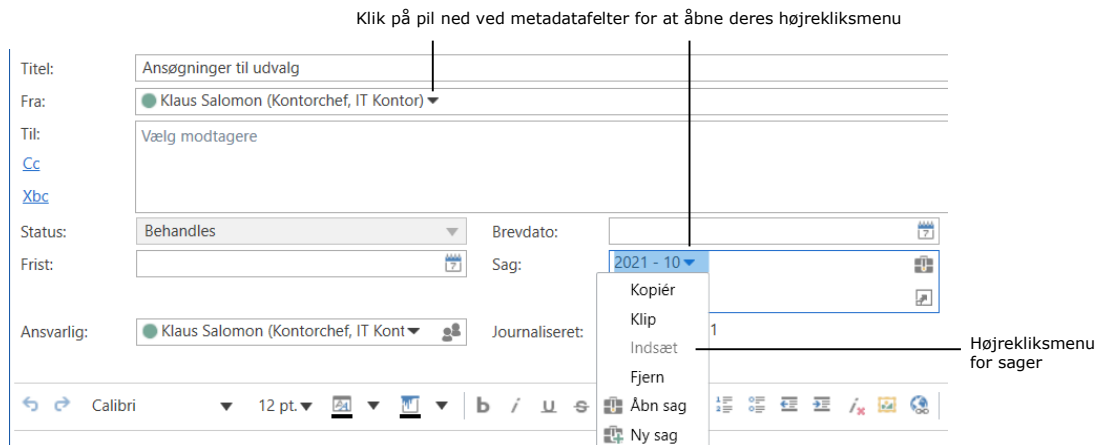 Klik på pil ned ved metadatafelter for at åbne deres højrekliksmenu
Titel: Ansøgninger til udvalg
Fra: Klaus Salomon (Kontorchef, IT Kontor)
Til: Vælg modtagere
Cc
Xbc
Status: Behandles Brevdato: 7
Frist: 7 Sag: 2021 - 10
Kopiér
Ansvarlig: Klaus Salomon (Kontorchef, IT Kont Journaliseret: Klip 1
Indsæt
Højrekliksmenu
for sager
Fjern
Calibri 12 pt. b i u S Åbn sag
Ny sag